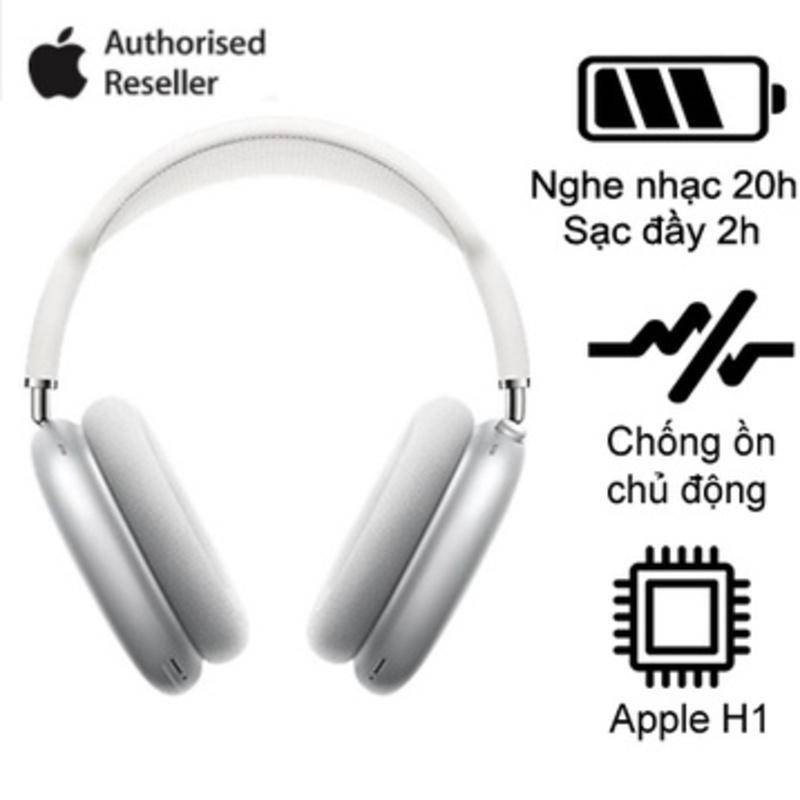 Authorised
Reseller
Nghe nhạc 20h
Sạc đầy 2h
Chống ồn
chủ động
Apple H1